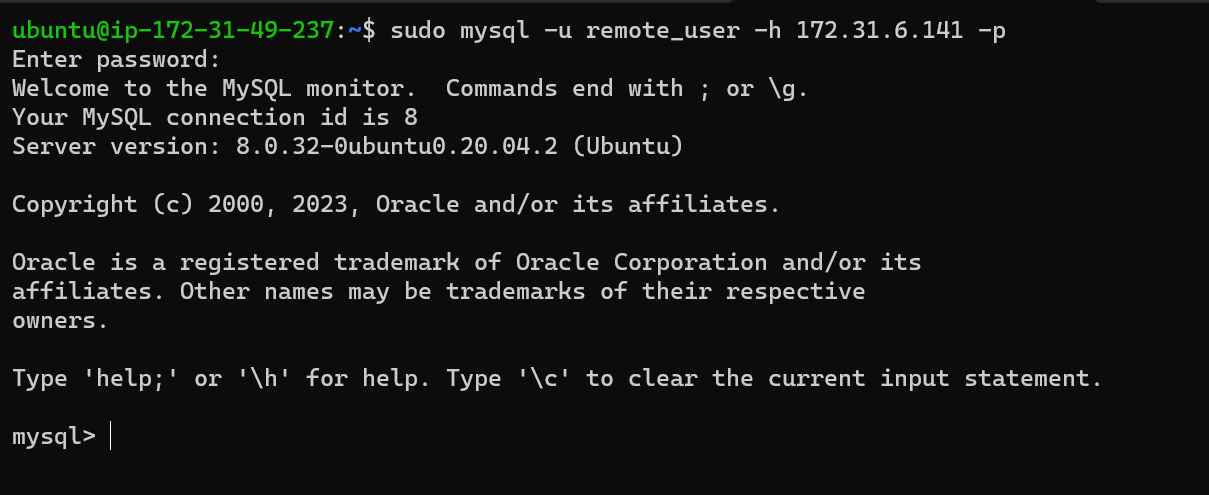 ubuntu@ip-172-31-49-237:~$ sudo mysql -u remote_user -h 172.31.6.141 -p
Enter password:
Welcome to the MySQL monitor.  Commands end with ; or \g.
Your MySQL connection id is 8
Server version: 8.0.32-0ubuntu0.20.04.2 (Ubuntu)
Copyright (c) 2000, 2023, Oracle and/or its affiliates.
Oracle is a registered trademark of Oracle Corporation and/or its
affiliates. Other names may be trademarks of their respective
owners.
Type 'help;' or '\h' for help. Type '\c' to clear the current input statement.
mysql>